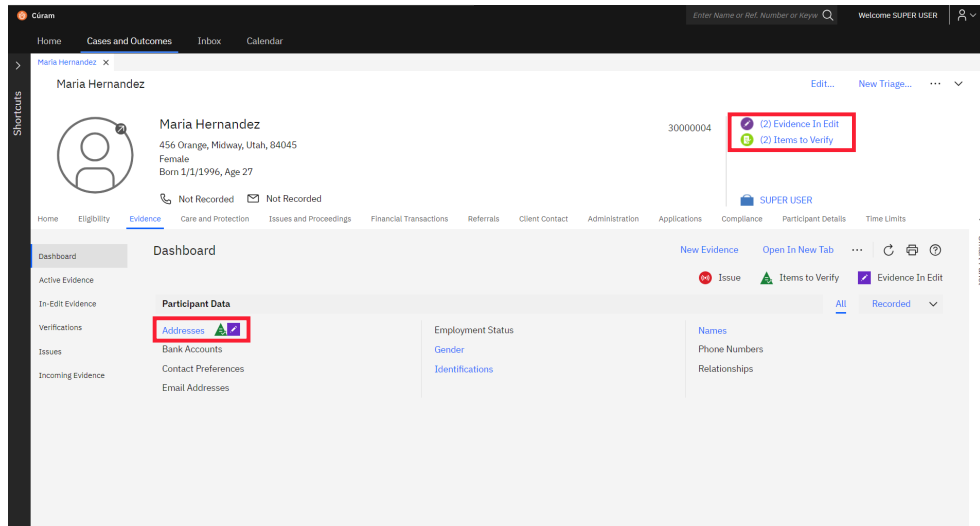 Cúram
Enter Name or Ref. Number or Keyw
Welcome SUPER USER
Home Cases and Outcomes Inbox Calendar
Maria Hernandez X
Shortcuts
Maria Hernandez
Edit... New Triage... ...
Maria Hernandez
456 Orange, Midway, Utah, 84045
Female
Born 1/1/1996, Age 27
Not Recorded Not Recorded
30000004
(2) Evidence In Edit
(2) Items to Verify
SUPER USER
Home Eligibility Evidence Care and Protection Issues and Proceedings Financial Transactions Referrals Client Contact Administration Applications Compliance Participant Details Time Limits
Dashboard
Active Evidence
In-Edit Evidence
Verifications
Issues
Incoming Evidence
Dashboard
New Evidence Open In New Tab ...
Issue Items to Verify Evidence In Edit
Participant Data
All Recorded
Addresses
Bank Accounts
Contact Preferences
Email Addresses
Employment Status
Gender
Identifications
Names
Phone Numbers
Relationships